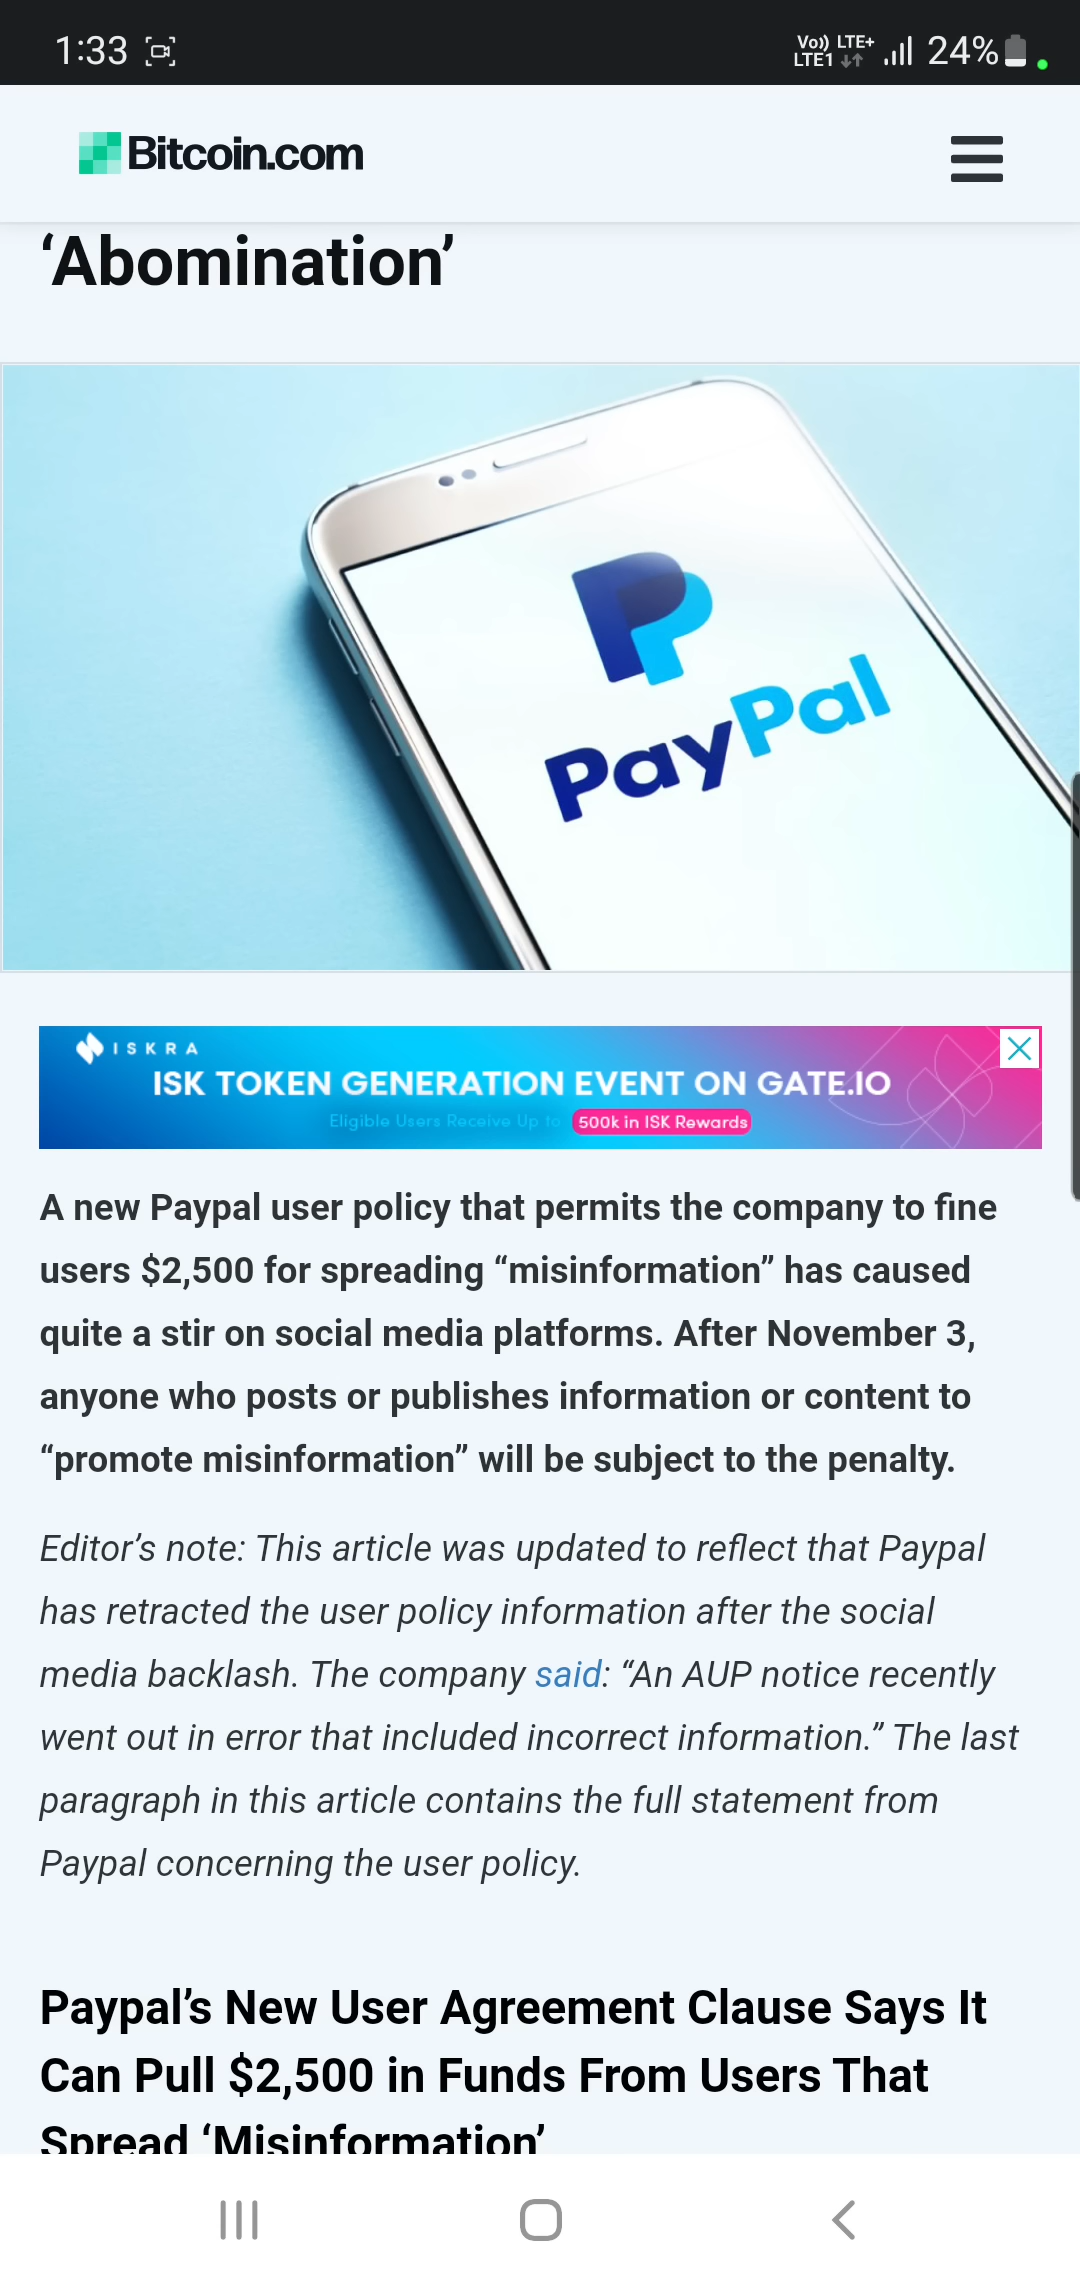 1:33
Vo)) LTE+
LTE1
24%
Bitcoin.com
‘Abomination’
PayPal
ISKRA
ISK TOKEN GENERATION EVENT ON GATE.IO
Eligible Users Receive Up to 500k in ISK Rewards
A new Paypal user policy that permits the company to fine
users $2,500 for spreading “misinformation” has caused
quite a stir on social media platforms. After November 3,
anyone who posts or publishes information or content to
“promote misinformation” will be subject to the penalty.
Editor’s note: This article was updated to reflect that Paypal
has retracted the user policy information after the social
media backlash. The company said: “An AUP notice recently
went out in error that included incorrect information.” The last
paragraph in this article contains the full statement from
Paypal concerning the user policy.
Paypal’s New User Agreement Clause Says It
Can Pull $2,500 in Funds From Users That
Spread ‘Misinformation’